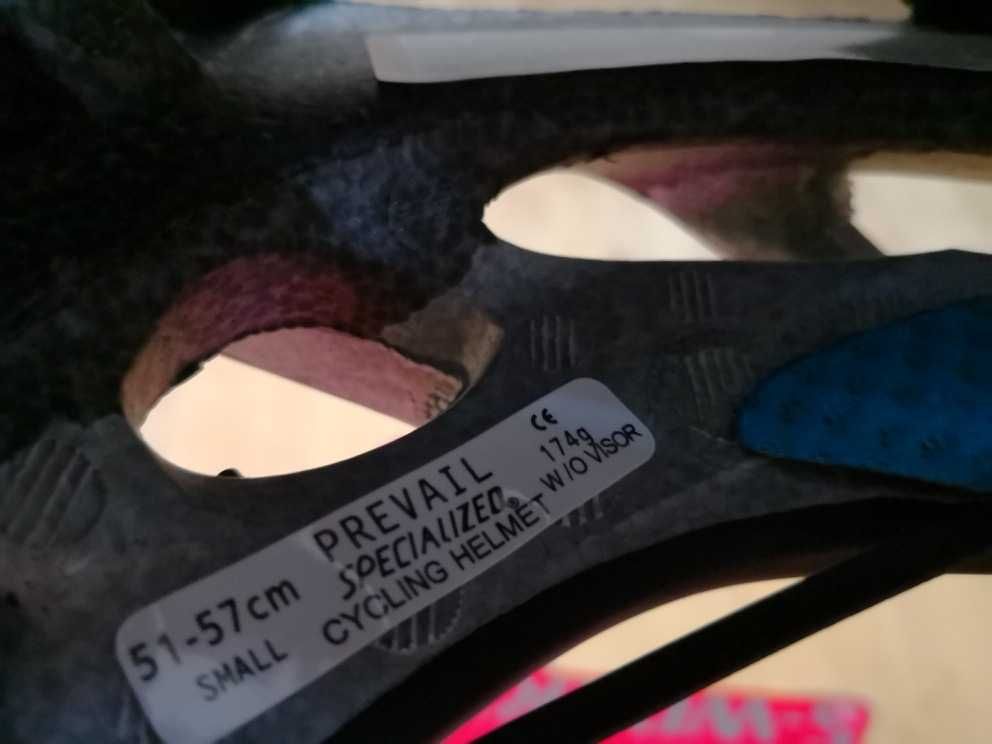 PREVAIL
SPECIALIZED®
CYCLING HELMET
51-57cm
SMALL
CE
174g
W/O VISOR